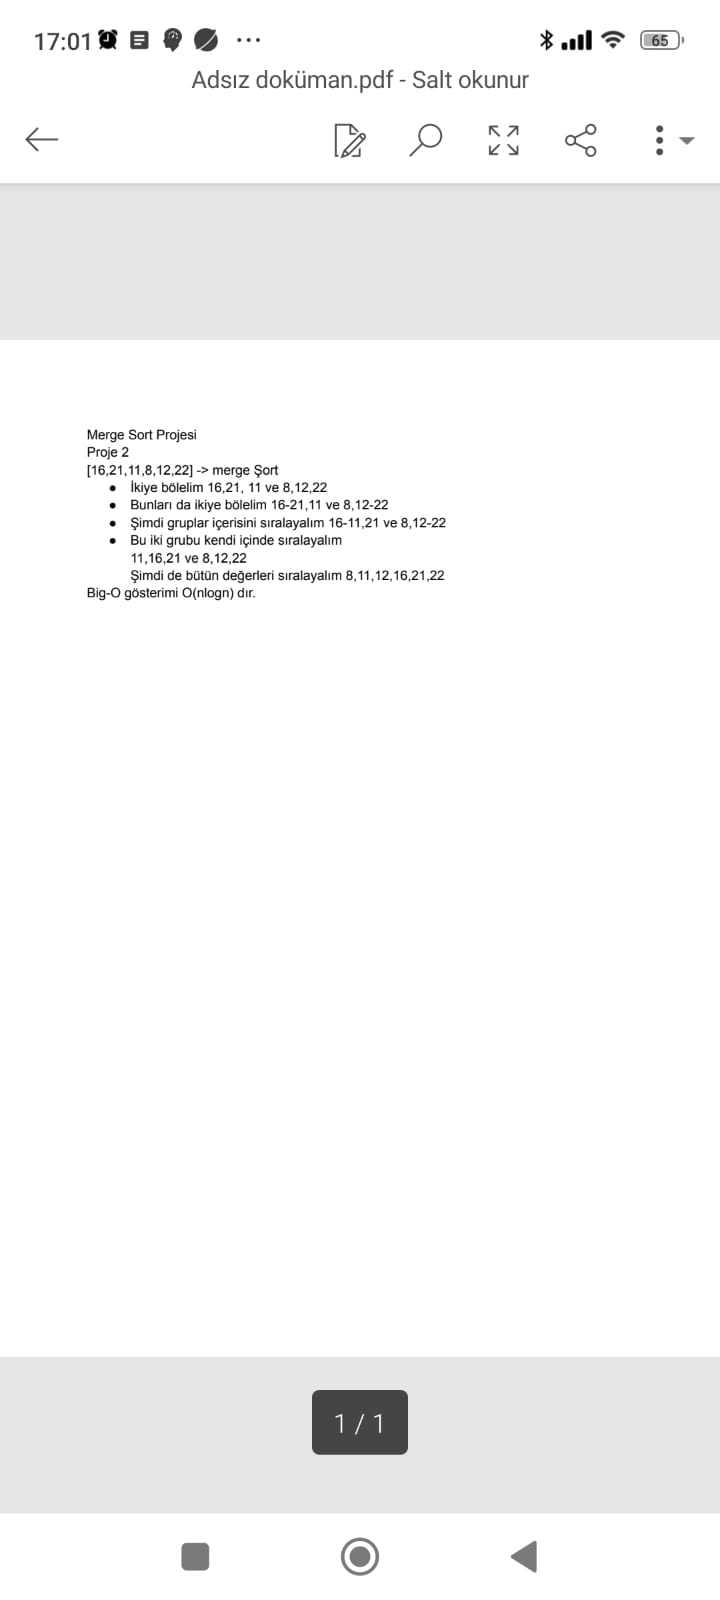 17:01
65
Adsız doküman.pdf - Salt okunur
Merge Sort Projesi
Proje 2
[16,21,11,8,12,22] -> merge Şort
• İkiye bölelim 16,21, 11 ve 8,12,22
• Bunları da ikiye bölelim 16-21,11 ve 8,12-22
• Şimdi gruplar içerisini sıralayalım 16-11,21 ve 8,12-22
• Bu iki grubu kendi içinde sıralayalım
11,16,21 ve 8,12,22
Şimdi de bütün değerleri sıralayalım 8,11,12,16,21,22
Big-O gösterimi O(nlogn) dır.
1 / 1